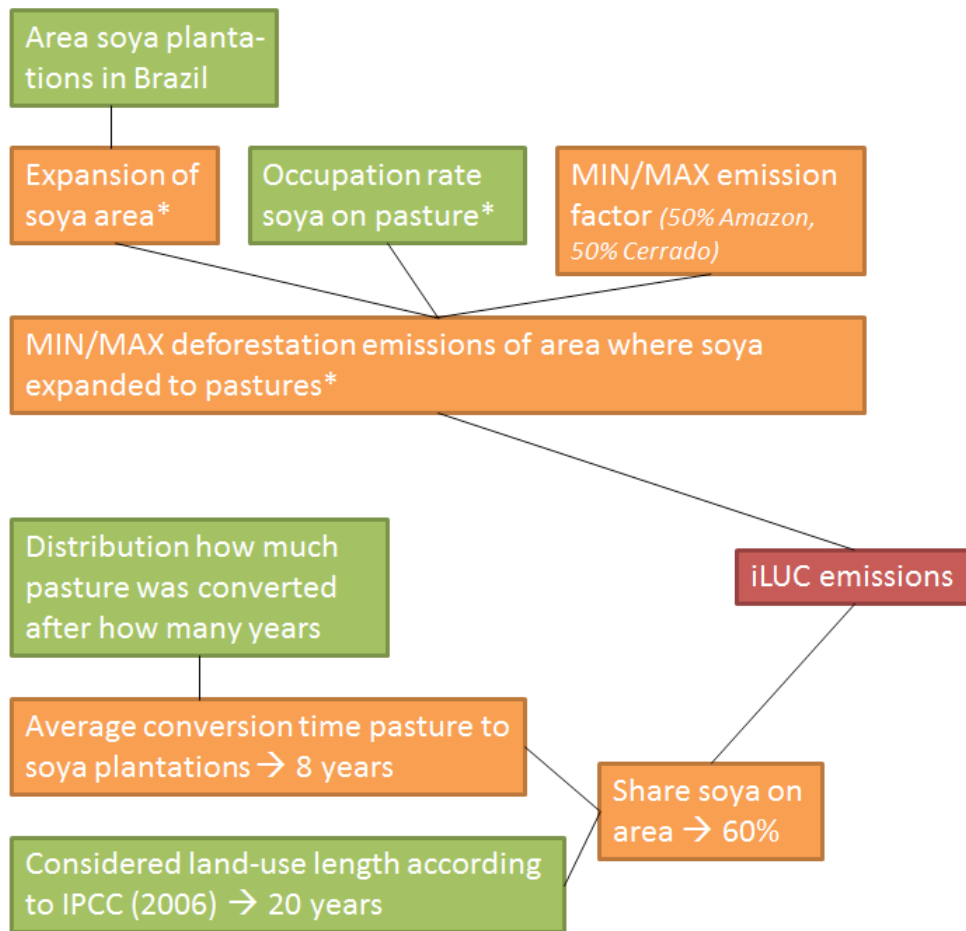 Area soya planta-
tions in Brazil
Expansion of
soya area*
Occupation rate
soya on pasture*
MIN/MAX emission
factor (50% Amazon,
50% Cerrado)
MIN/MAX deforestation emissions of area where soya
expanded to pastures*
Distribution how much
pasture was converted
after how many years
iLUC emissions
Average conversion time pasture to
soya plantations → 8 years
Share soya on
area → 60%
Considered land-use length according
to IPCC (2006) → 20 years